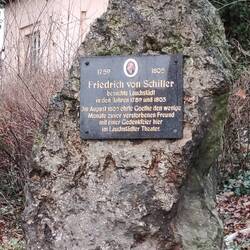 1759 1805
Friedrich von Schiller
besuchte Lauchstädt
in den Jahren 1789 und 1803
Im August 1805 ehrte Goethe den wenige
Monate zuvor verstorbenen Freund
mit einer Gedenkfeier hier
im Lauchstädter Theater.